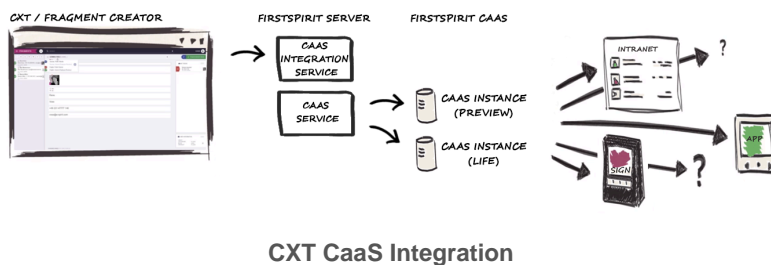 CXT / FRAGMENT CREATOR
FIRSTSPIRIT SERVER
FIRSTSPIRIT CAAS
CAAS
INTEGRATION
SERVICE
CAAS
SERVICE
CAAS INSTANCE
(PREVIEW)
CAAS INSTANCE
(LIFE)
INTRANET
?
APP
SIGN
?
CXT CaaS Integration